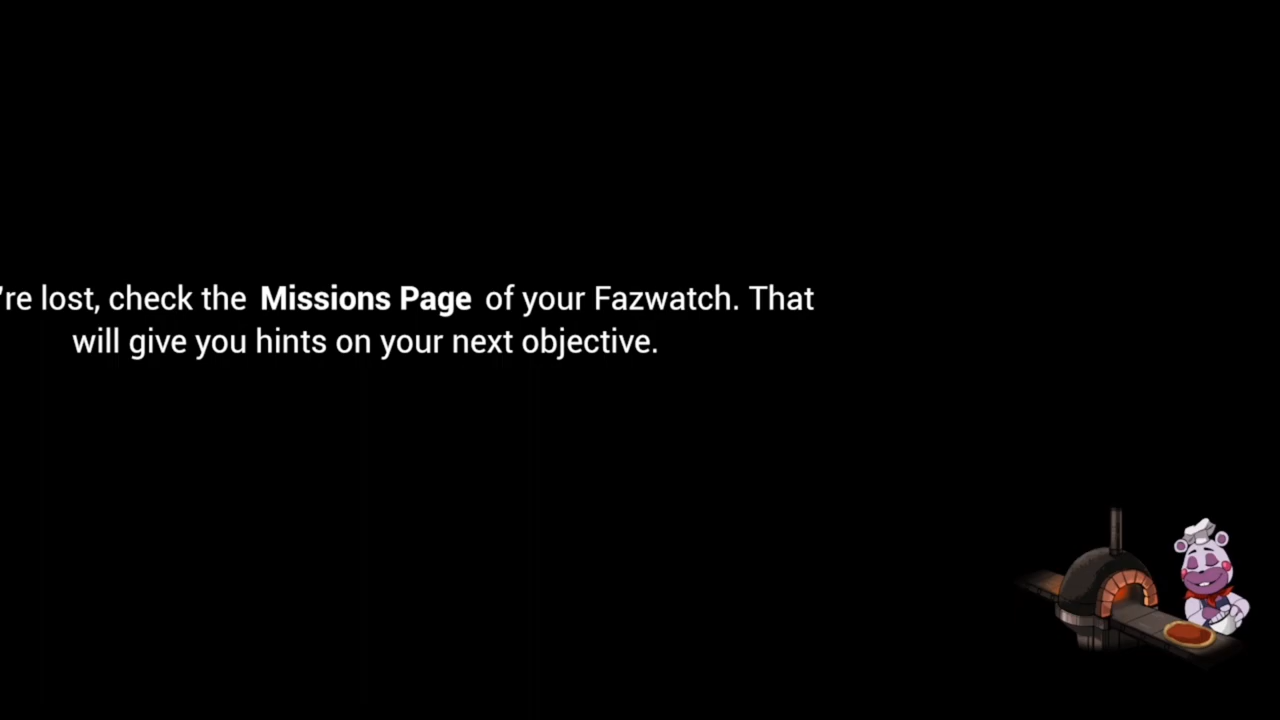 're lost, check the Missions Page of your Fazwatch. That
will give you hints on your next objective.